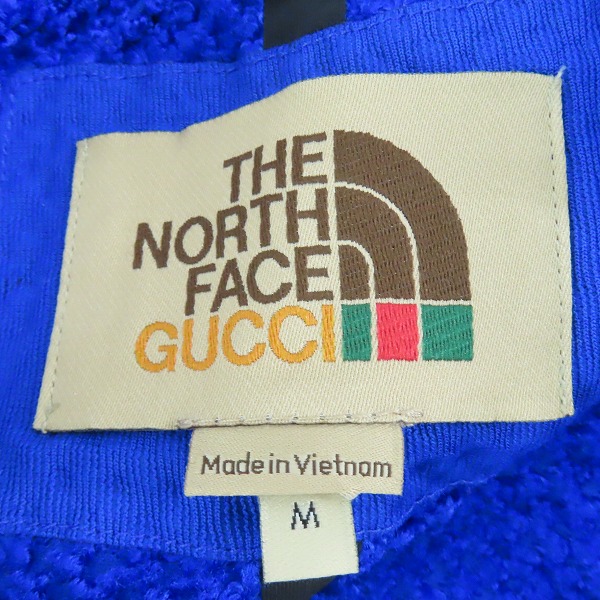 THE
NORTH
FACE
GUCCI
Made in Vietnam
M